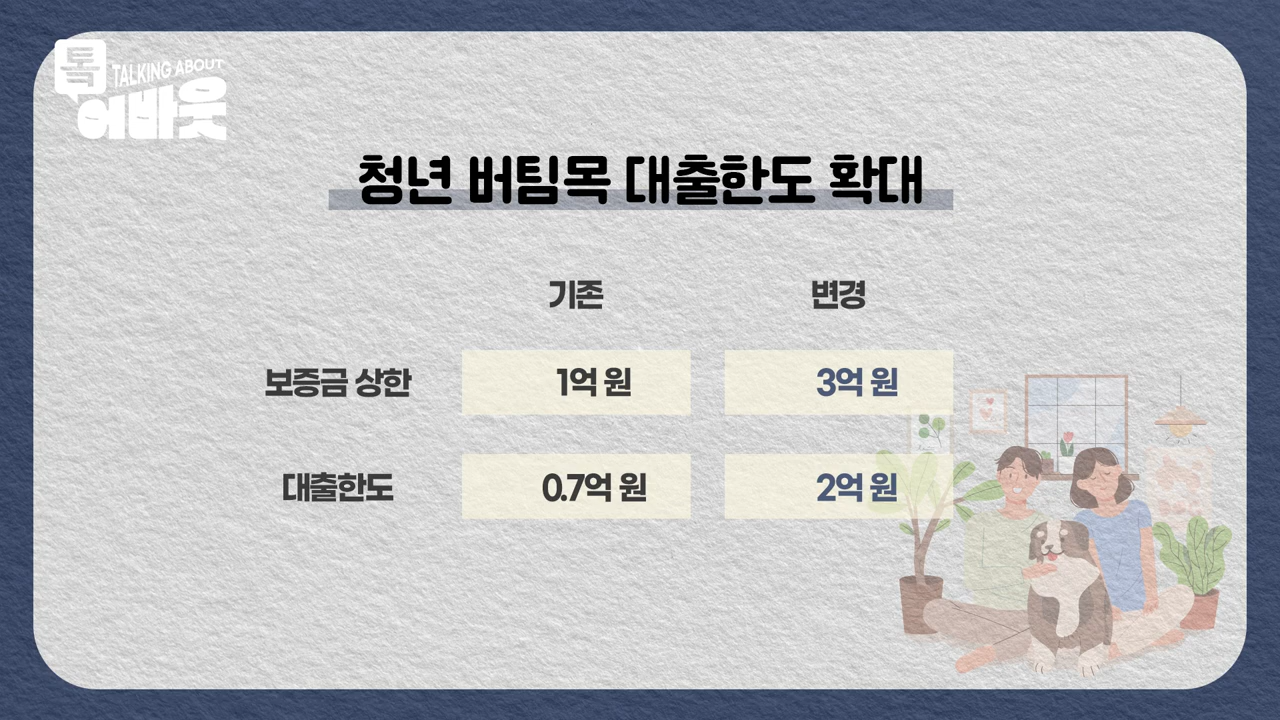 톡
TALKING ABOUT
어바웃
청년 버팀목 대출한도 확대
기존 변경
보증금 상한 1억 원 3억 원
대출한도 0.7억 원 2억 원